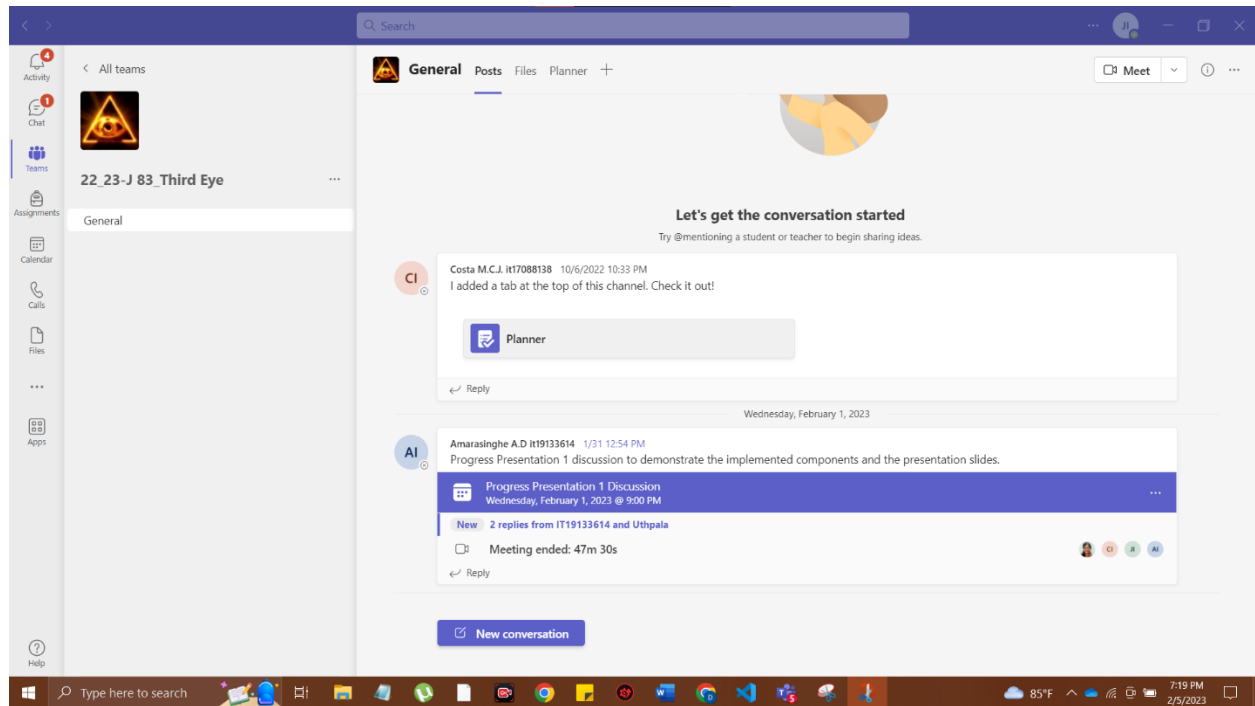 Search
JI
4
Activity
1
Chat
Teams
Assignments
Calendar
Calls
Files
Apps
Help
All teams
22_23-J 83_Third Eye
General
General Posts Files Planner
Meet
Let's get the conversation started
Try @mentioning a student or teacher to begin sharing ideas.
CI
Costa M.C.J. it17088138 10/6/2022 10:33 PM
I added a tab at the top of this channel. Check it out!
Planner
Reply
Wednesday, February 1, 2023
AI
Amarasinghe A.D it19133614 1/31 12:54 PM
Progress Presentation 1 discussion to demonstrate the implemented components and the presentation slides.
Progress Presentation 1 Discussion
Wednesday, February 1, 2023 @ 9:00 PM
New 2 replies from IT19133614 and Uthpala
Meeting ended: 47m 30s
CI JI AI
Reply
New conversation
Type here to search
85°F
7:19 PM
2/5/2023